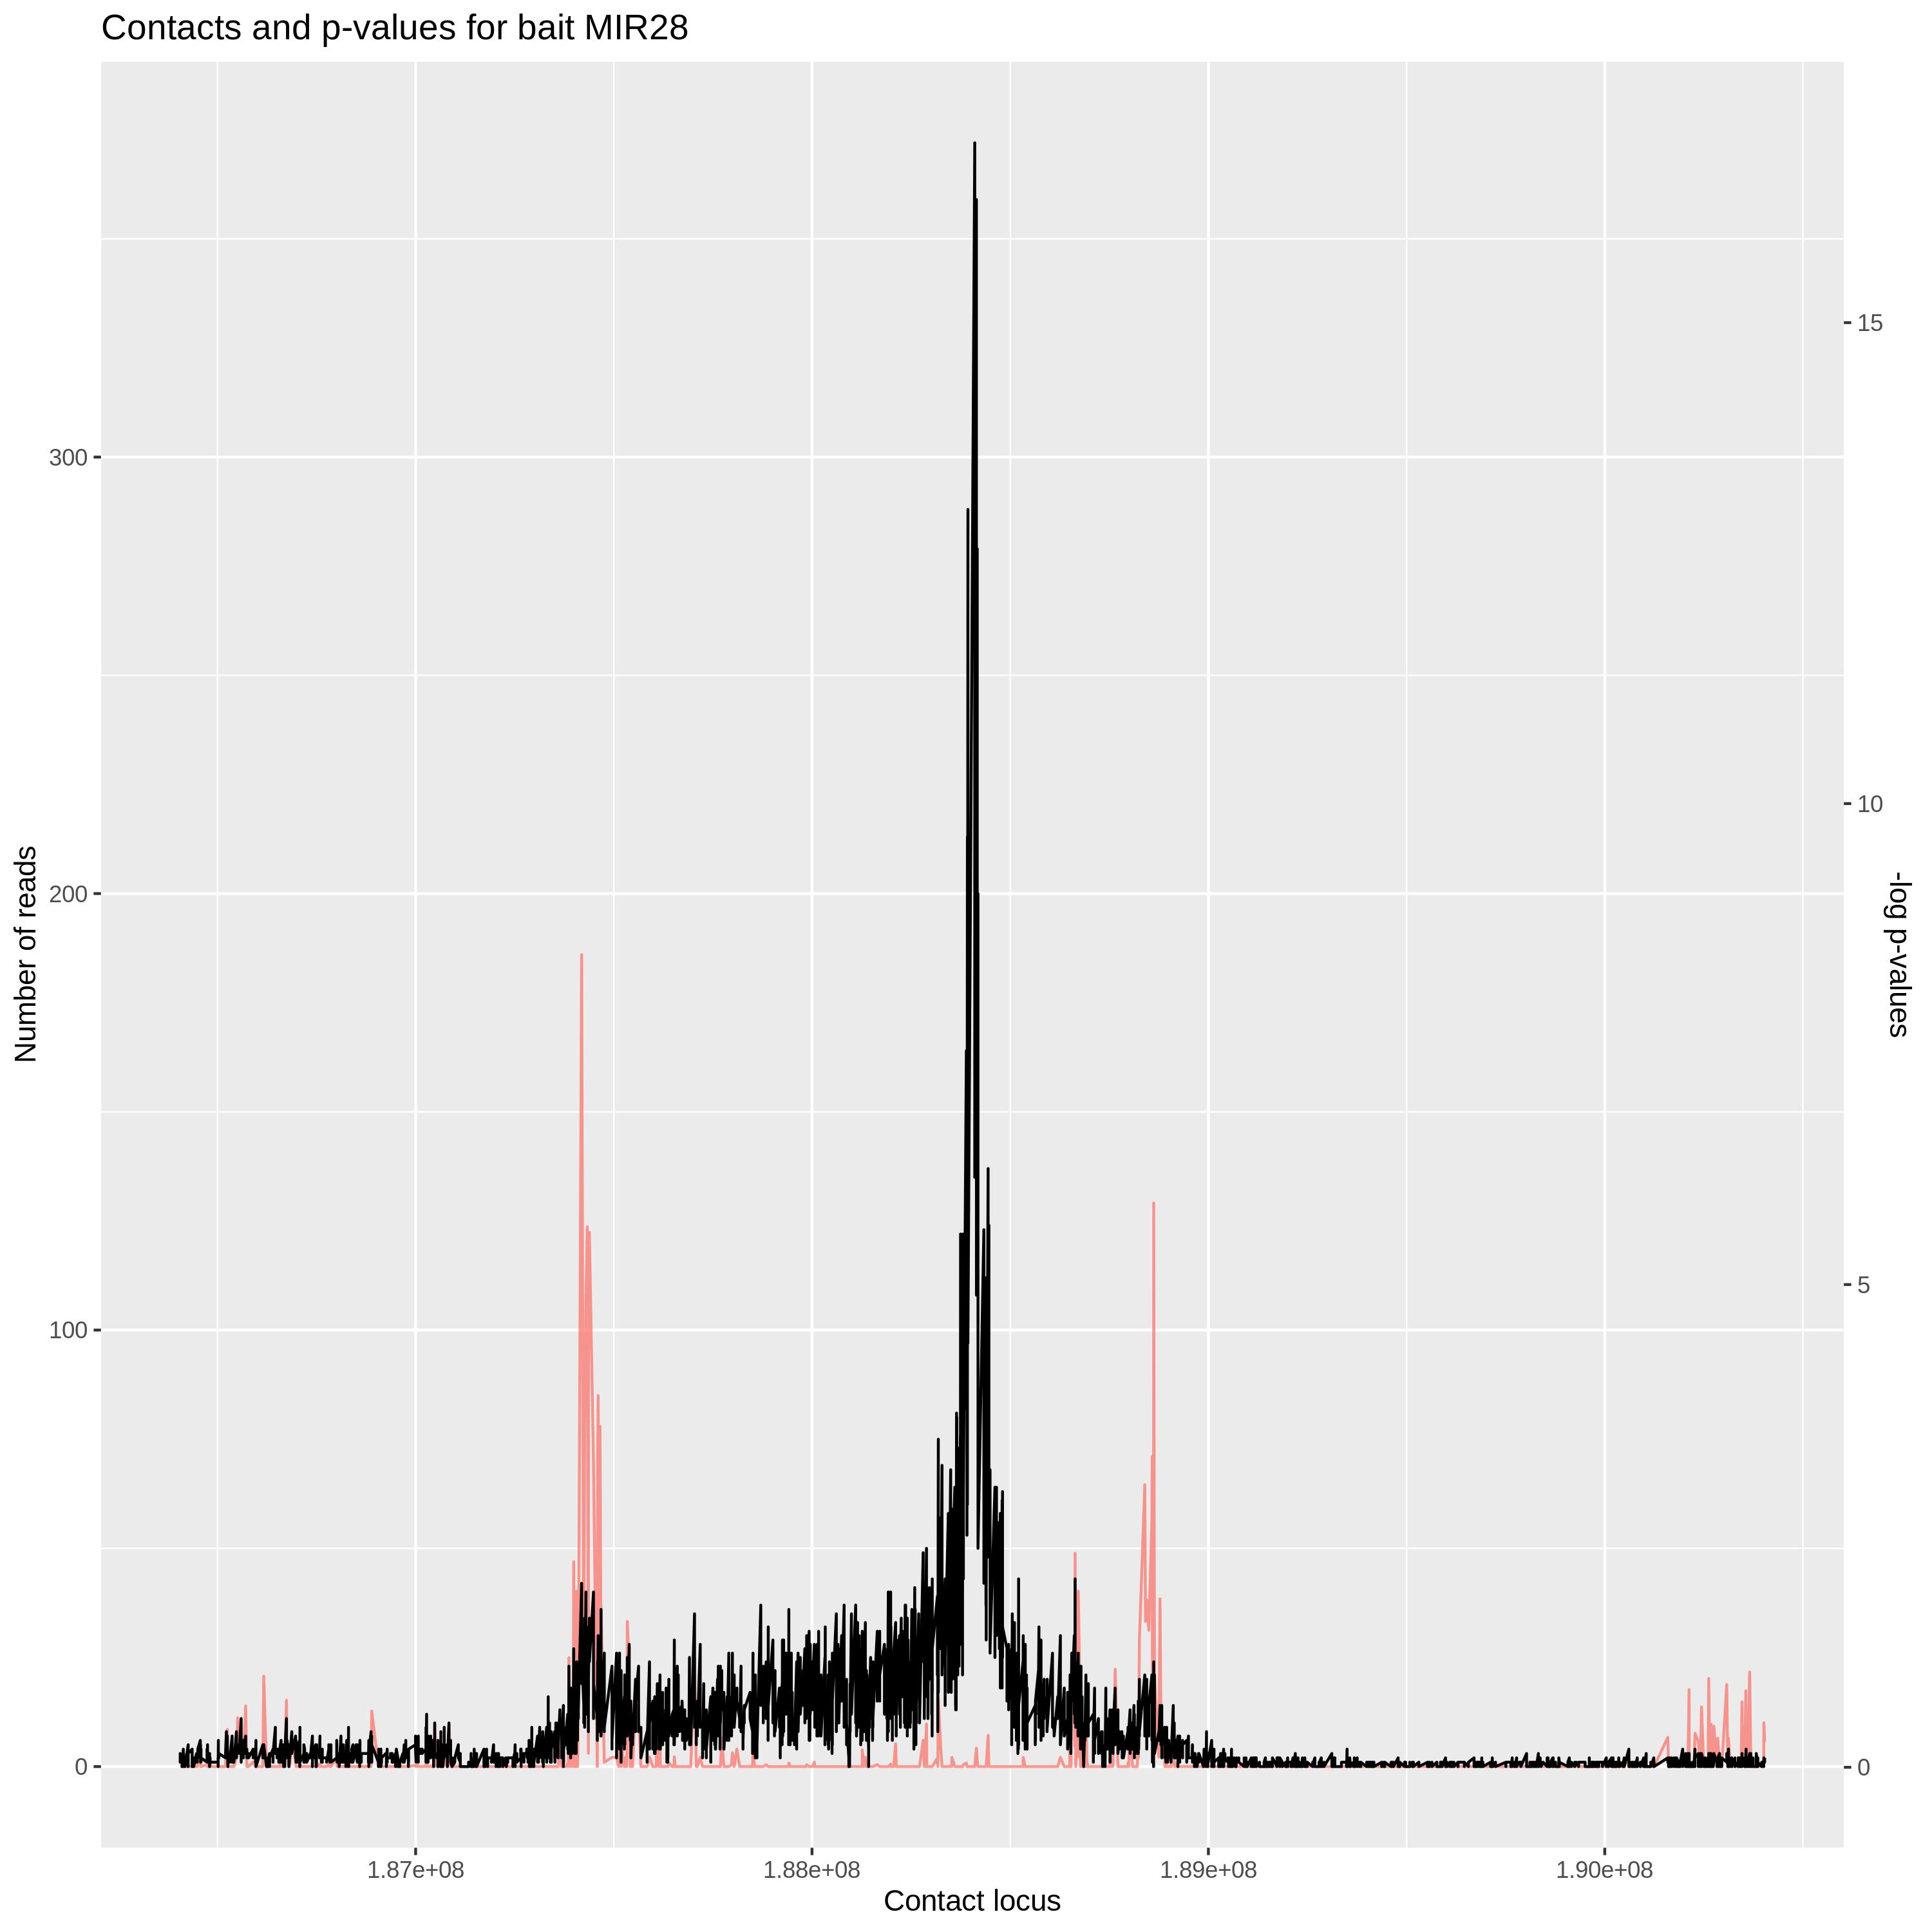 Contacts and p-values for bait MIR28
300
200
100
0
Number of reads
15
10
5
0
-log p-values
1.87e+08
1.88e+08
1.89e+08
1.90e+08
Contact locus